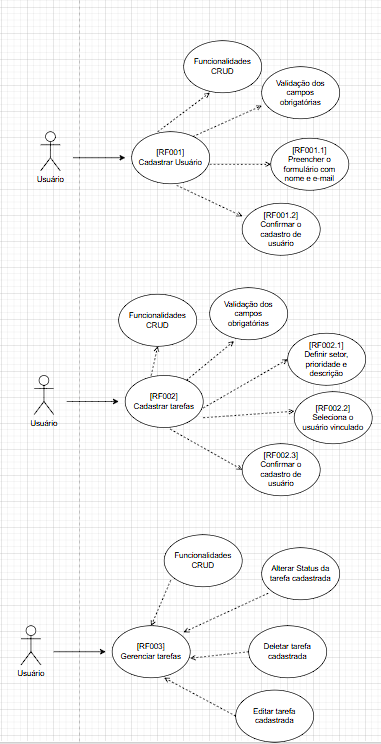 Funcionalidades
CRUD
Validação dos
campos
obrigatórias
[RF001]
Cadastrar Usuário
[RF001.1]
Preencher o
formulário com
nome e e-mail
Usuário
[RF001.2]
Confirmar o
cadastro de
usuário
Funcionalidades
CRUD
Validação dos
campos
obrigatórias
[RF002.1]
Definir setor,
prioridade e
descrição
[RF002]
Cadastrar tarefas
[RF002.2]
Seleciona o
usuário vinculado
Usuário
[RF002.3]
Confirmar o
cadastro de
usuário
Funcionalidades
CRUD
Alterar Status da
tarefa cadastrada
[RF003]
Gerenciar tarefas
Deletar tarefa
cadastrada
Usuário
Editar tarefa
cadastrada